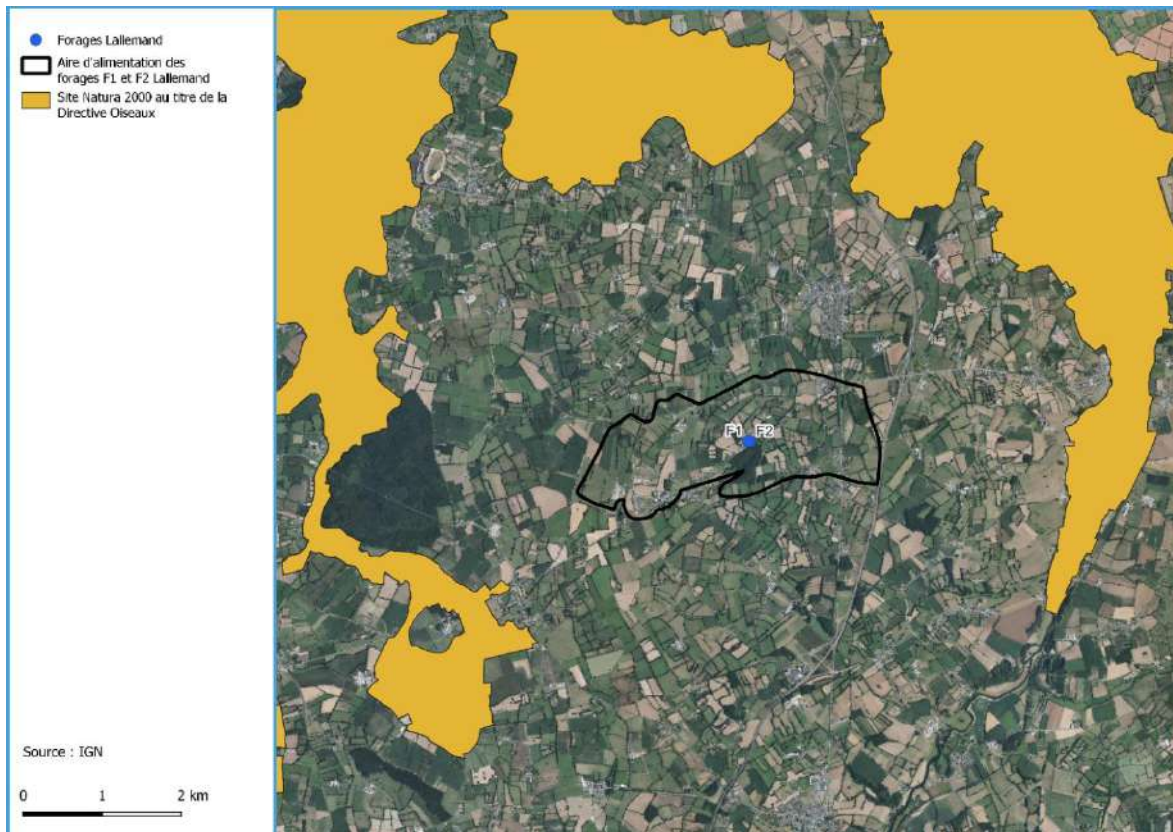 Forages Lallemand
Aire d'alimentation des
forages F1 et F2 Lallemand
Site Natura 2000 au titre de la
Directive Oiseaux
F1 F2
Source : IGN
0 1 2 km